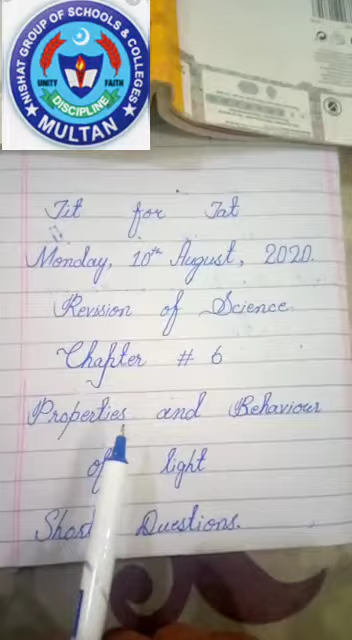 NISHAT GROUP OF SCHOOLS & COLLEGES
UNITY FAITH
DISCIPLINE
MULTAN
Tit for Tat
Monday, 10th August, 2020.
Revision of Science
Chapter # 6
Properties and Behaviour
of light
Short Questions.